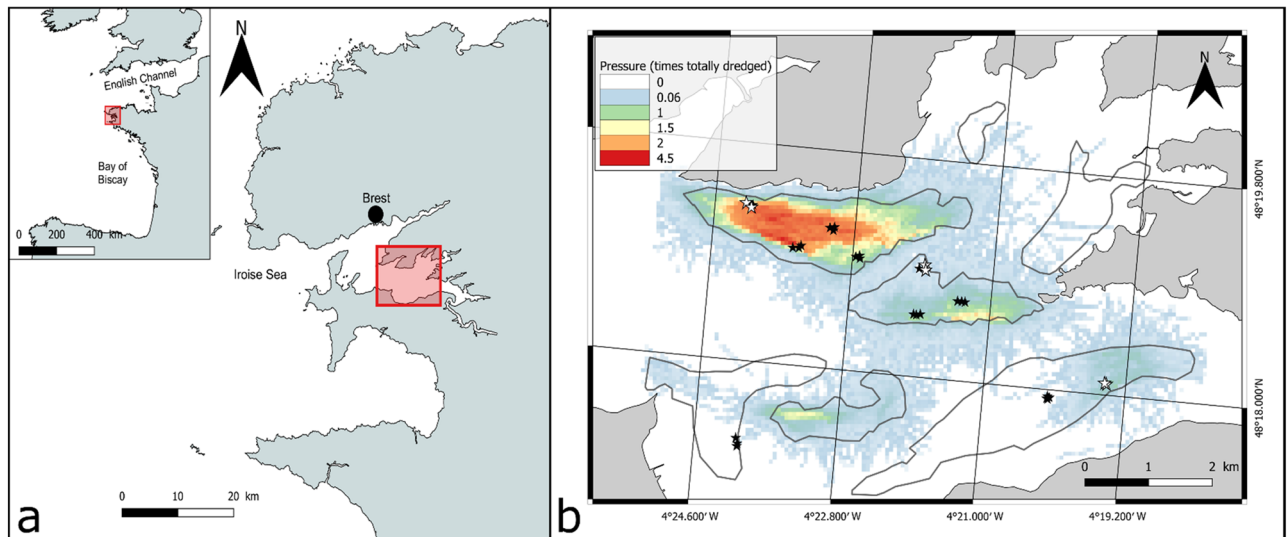 N
English Channel
Bay of
Biscay
0 200 400 km
Brest
Iroise Sea
0 10 20 km
a
Pressure (times totally dredged)
0
0.06
1
1.5
2
4.5
N
48°19.800'N
48°18.000'N
0 1 2 km
4°24.600'W 4°22.800'W 4°21.000'W 4°19.200'W
b